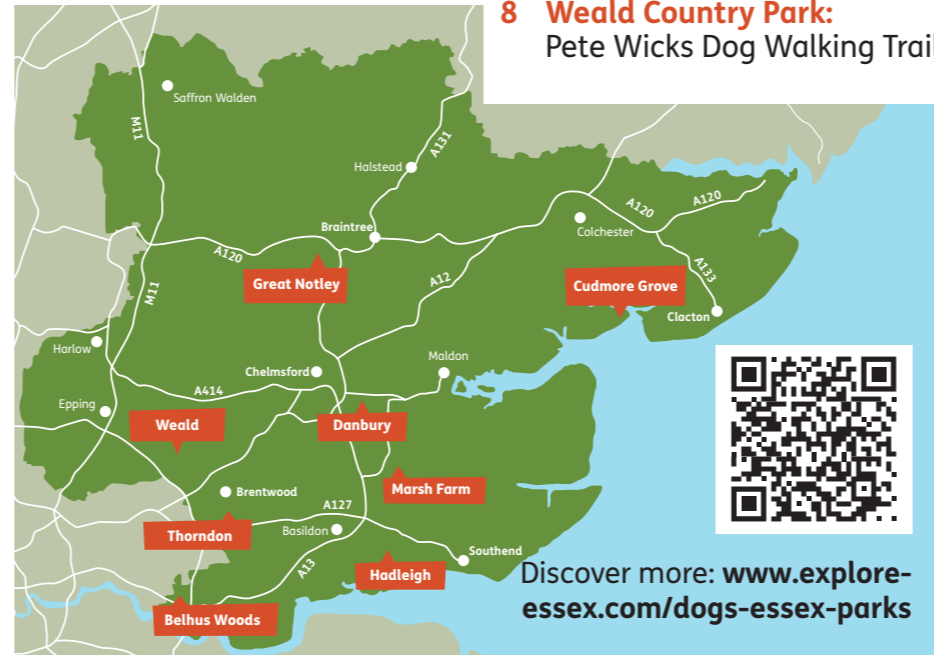 8 Weald Country Park:
Pete Wicks Dog Walking Trail
Saffron Walden
M11
A131
Halstead
Braintree
A120
A120
Colchester
A120
Great Notley
A12
A133
Cudmore Grove
M11
Clacton
Harlow
Maldon
Chelmsford
A414
Epping
Weald
Danbury
Marsh Farm
Brentwood
A127
Thorndon
Basildon
Southend
A13
Hadleigh
Belhus Woods
Discover more: www.explore-
essex.com/dogs-essex-parks